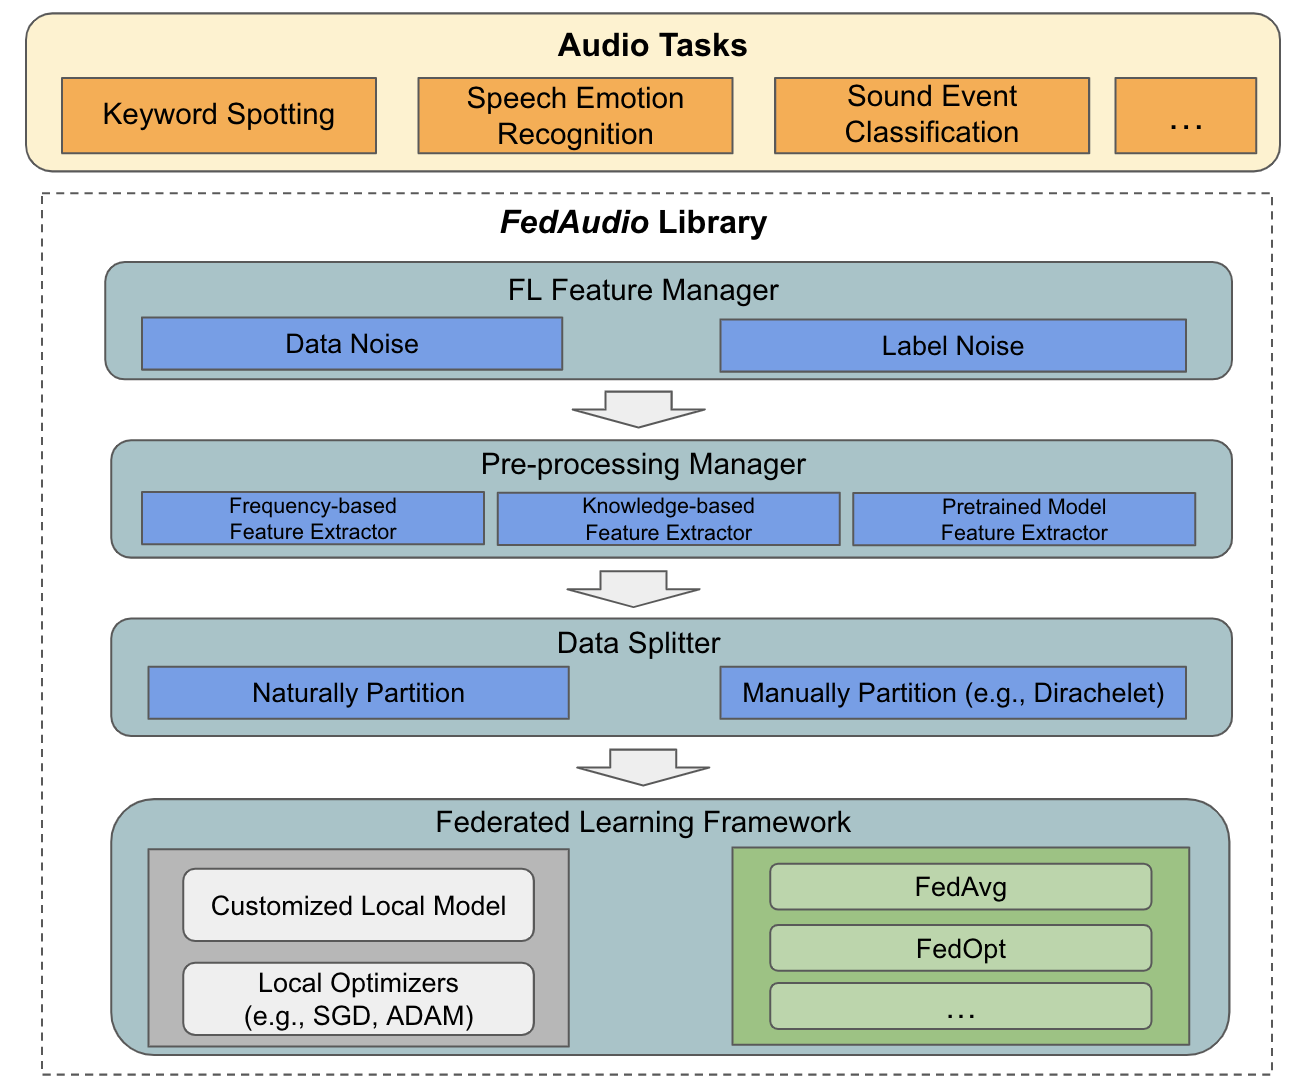 Audio Tasks
Keyword Spotting
Speech Emotion
Recognition
Sound Event
Classification
...
FedAudio Library
FL Feature Manager
Data Noise
Label Noise
Pre-processing Manager
Frequency-based
Feature Extractor
Knowledge-based
Feature Extractor
Pretrained Model
Feature Extractor
Data Splitter
Naturally Partition
Manually Partition (e.g., Dirachelet)
Federated Learning Framework
Customized Local Model
Local Optimizers
(e.g., SGD, ADAM)
FedAvg
FedOpt
...